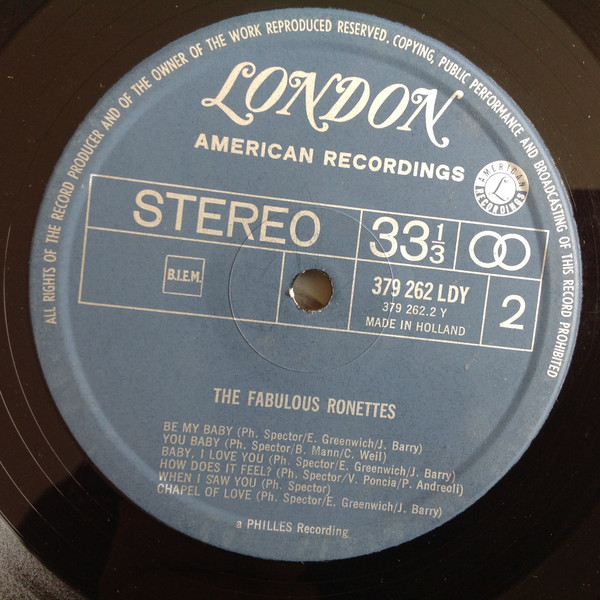 ALL RIGHTS OF THE RECORD PRODUCER AND OF THE OWNER OF THE WORK REPRODUCED RESERVED. COPYING, PUBLIC PERFORMANCE AND BROADCASTING OF THIS RECORD PROHIBITED
LONDON
AMERICAN RECORDINGS
AMERICAN
L
RECORDINGS
STEREO
33 1/3
B.I.E.M.
379 262 LDY
379 262.2 Y
MADE IN HOLLAND
2
THE FABULOUS RONETTES
BE MY BABY (Ph. Spector/E. Greenwich/J. Barry)
YOU BABY (Ph. Spector/B. Mann/C. Weil)
BABY, I LOVE YOU (Ph. Spector/E. Greenwich/J. Barry)
HOW DOES IT FEEL? (Ph. Spector/V. Poncia/P. Andreoli)
WHEN I SAW YOU (Ph. Spector)
CHAPEL OF LOVE (Ph. Spector/E. Greenwich/J. Barry)
a PHILLES Recording